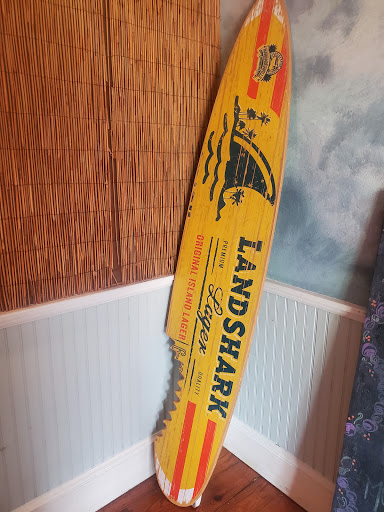 LANDSHARK
PREMIUM Lager QUALITY
ORIGINAL ISLAND LAGER